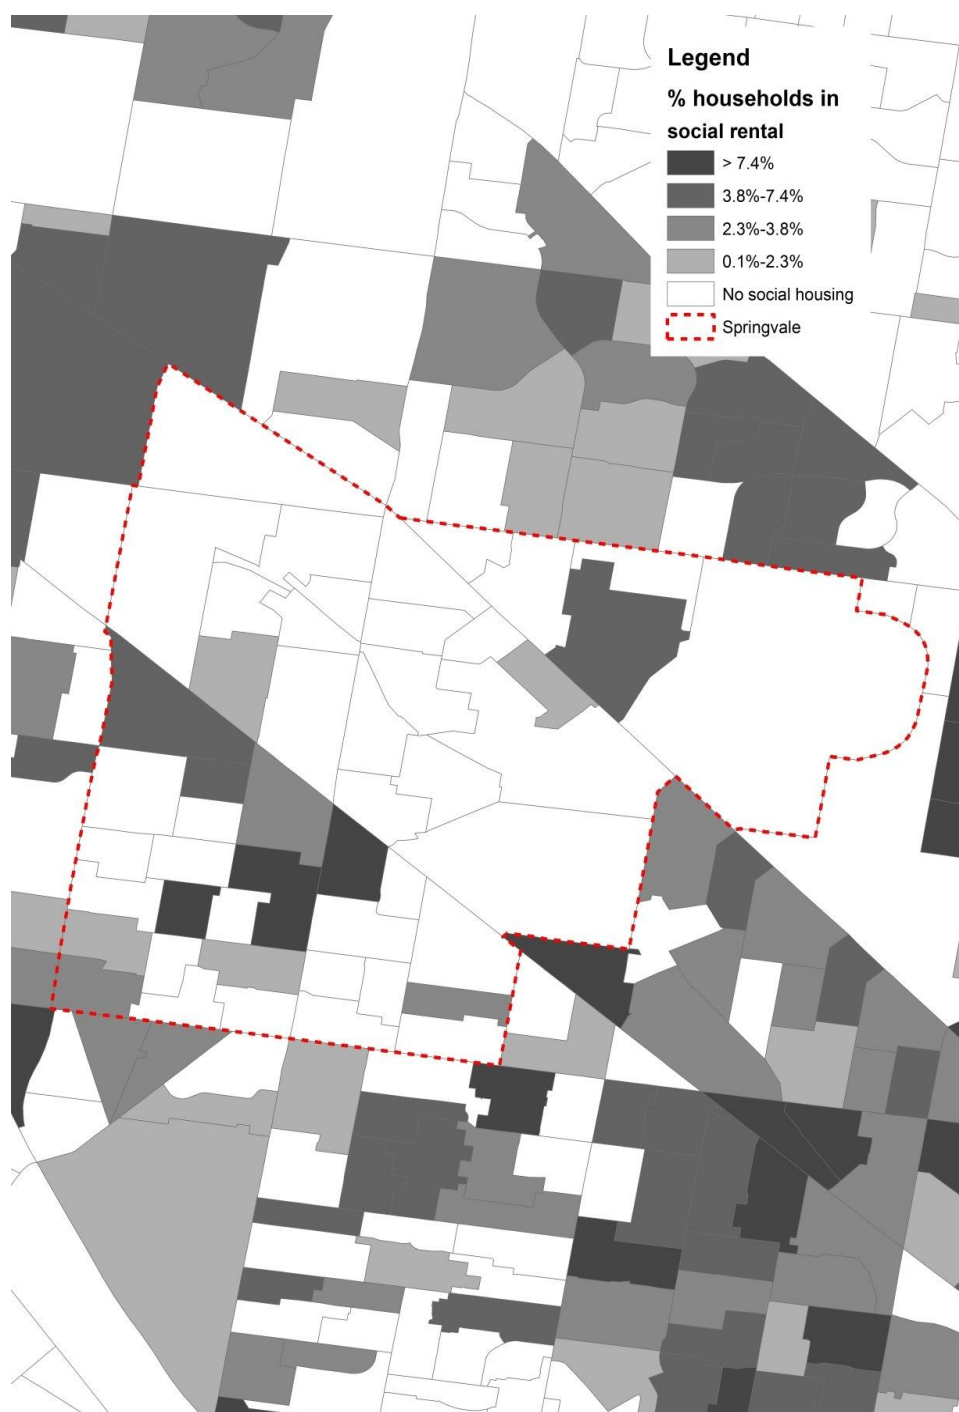 Legend
% households in
social rental
> 7.4%
3.8%-7.4%
2.3%-3.8%
0.1%-2.3%
No social housing
Springvale